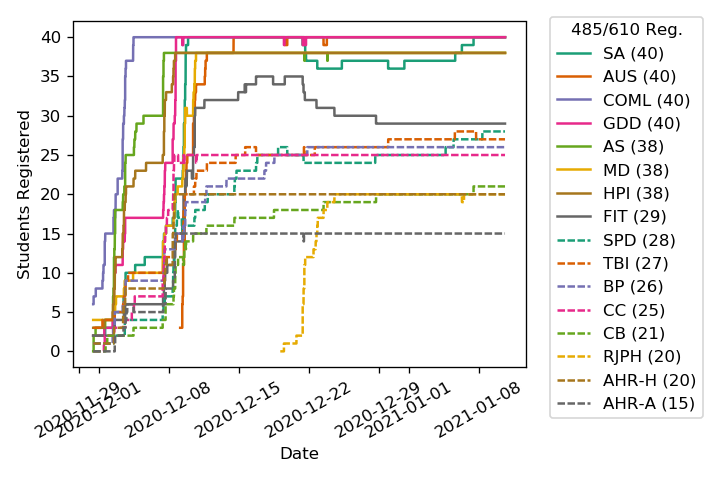 485/610 Reg.
SA (40)
AUS (40)
COML (40)
GDD (40)
AS (38)
MD (38)
HPI (38)
FIT (29)
SPD (28)
TBI (27)
BP (26)
CC (25)
CB (21)
RJPH (20)
AHR-H (20)
AHR-A (15)
Students Registered
40
35
30
25
20
15
10
5
0
2020-11-29
2020-12-01
2020-12-08
2020-12-15
2020-12-22
2020-12-29
2021-01-01
2021-01-08
Date